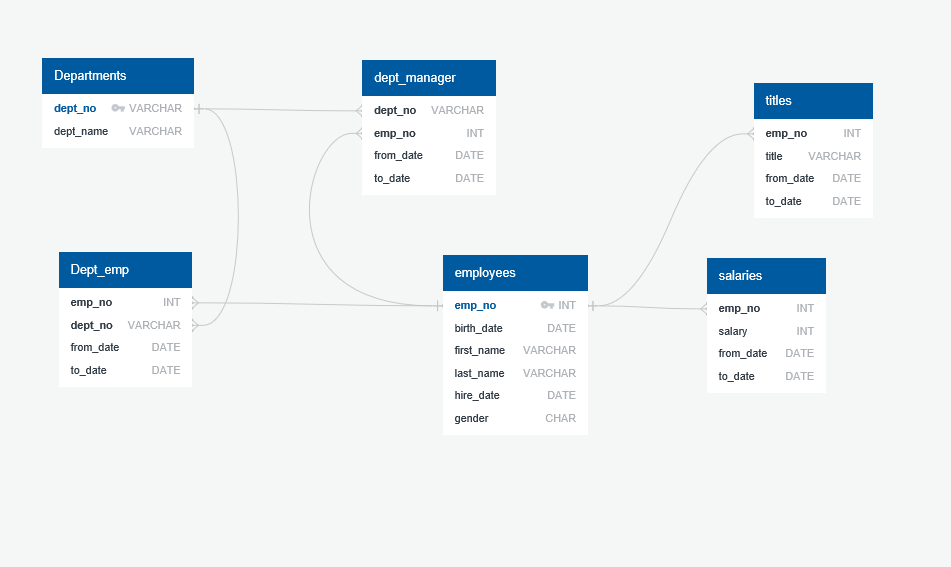 Departments
dept_no VARCHAR
dept_name VARCHAR
dept_manager
dept_no VARCHAR
emp_no INT
from_date DATE
to_date DATE
titles
emp_no INT
title VARCHAR
from_date DATE
to_date DATE
Dept_emp
emp_no INT
dept_no VARCHAR
from_date DATE
to_date DATE
employees
emp_no INT
birth_date DATE
first_name VARCHAR
last_name VARCHAR
hire_date DATE
gender CHAR
salaries
emp_no INT
salary INT
from_date DATE
to_date DATE